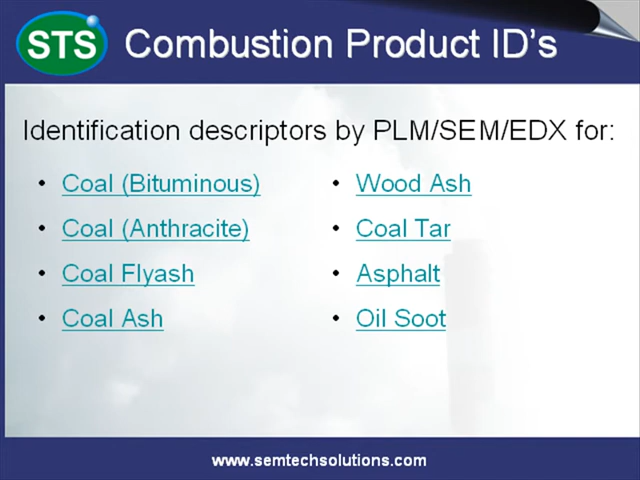 STS
Combustion Product ID's
Identification descriptors by PLM/SEM/EDX for:
• Coal (Bituminous)
• Coal (Anthracite)
• Coal Flyash
• Coal Ash
• Wood Ash
• Coal Tar
• Asphalt
• Oil Soot
www.semtechsolutions.com